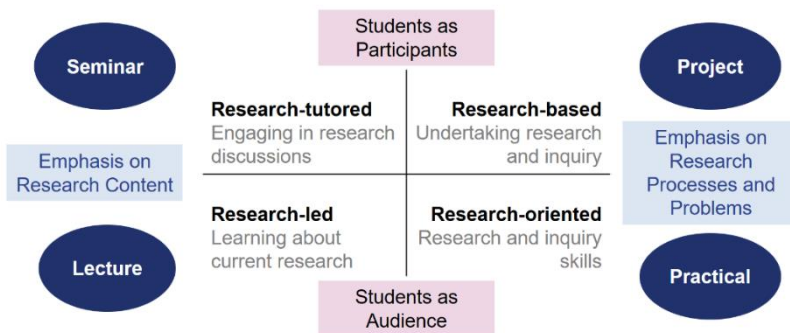 Students as
Participants
Seminar
Project
Research-tutored
Engaging in research
discussions
Research-based
Undertaking research
and inquiry
Emphasis on
Research Content
Emphasis on
Research
Processes and
Problems
Research-led
Learning about
current research
Research-oriented
Research and inquiry
skills
Lecture
Practical
Students as
Audience